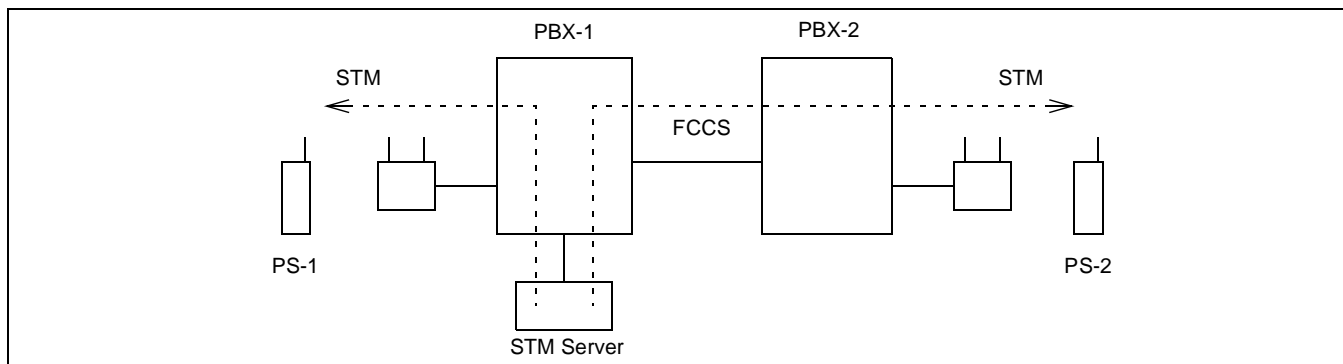 PBX-1
PBX-2
STM
STM
FCCS
PS-1
PS-2
STM Server